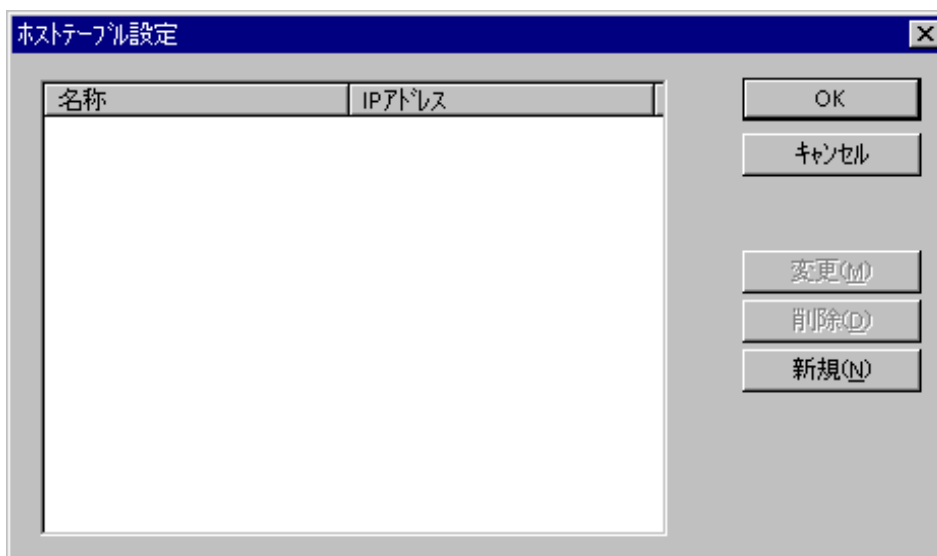 ホストテーブル設定
名称 IPアドレス
OK
キャンセル
変更(M)
削除(D)
新規(N)